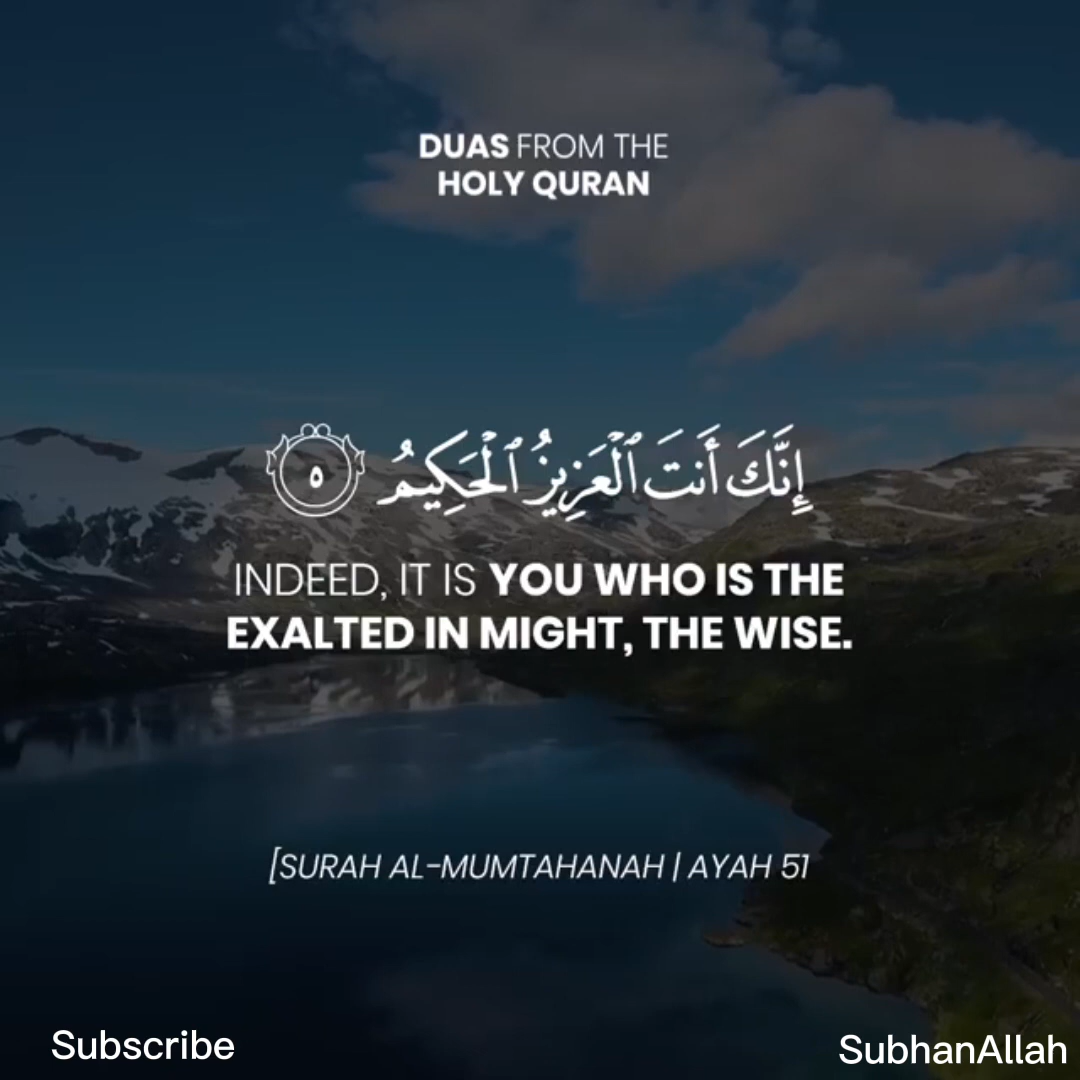 DUAS FROM THE
HOLY QURAN
إِنَّكَ أَنتَ ٱلْعَزِيزُ ٱلْحَكِيمُ ٥
INDEED, IT IS YOU WHO IS THE
EXALTED IN MIGHT, THE WISE.
[SURAH AL-MUMTAHANAH | AYAH 51
Subscribe
SubhanAllah